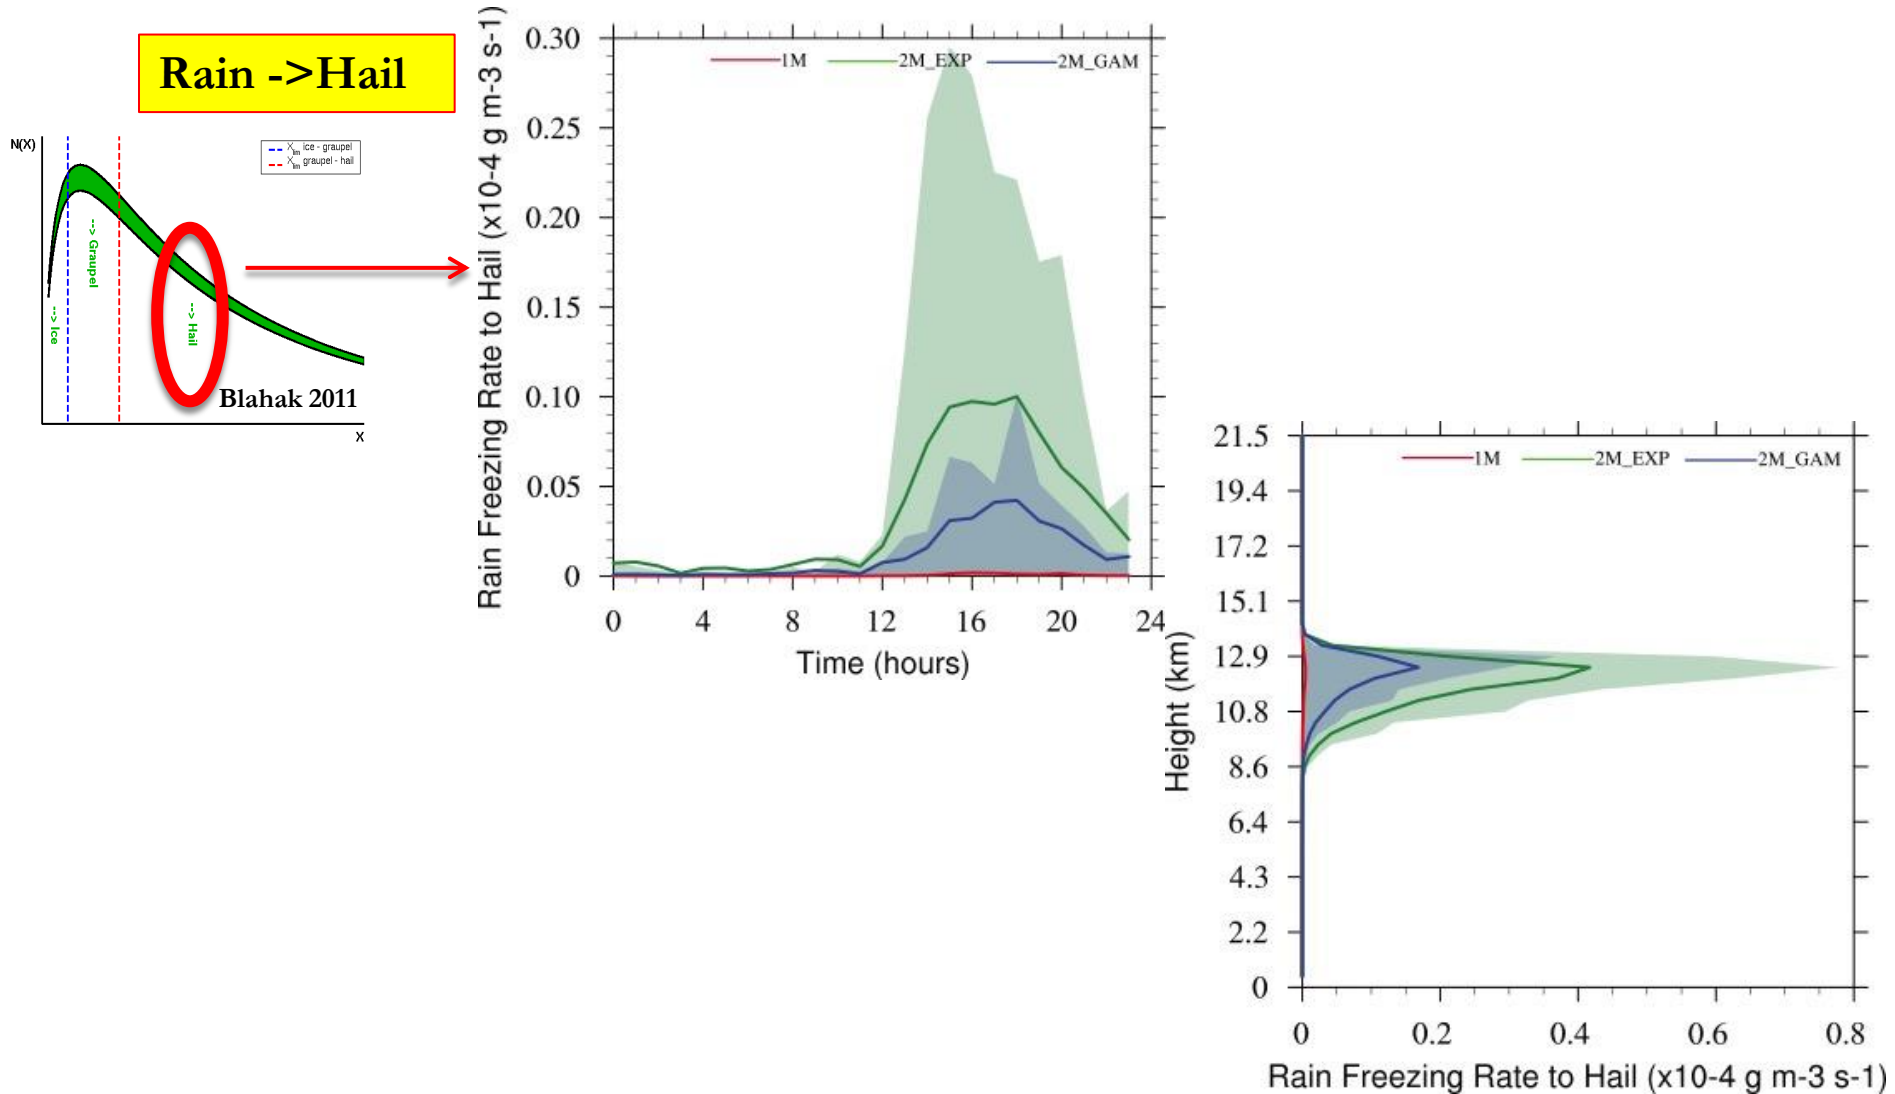 Rain ->Hail
N(X)
X_lim ice - graupel
X_lim graupel - hail
--> Ice
--> Graupel
--> Hail
Blahak 2011
X
Rain Freezing Rate to Hail (x10-4 g m-3 s-1)
1M 2M_EXP 2M_GAM
0.30
0.25
0.20
0.15
0.10
0.05
0
0 4 8 12 16 20 24
Time (hours)
Height (km)
1M 2M_EXP 2M_GAM
21.5
19.4
17.2
15.1
12.9
10.8
8.6
6.4
4.3
2.2
0
0 0.2 0.4 0.6 0.8
Rain Freezing Rate to Hail (x10-4 g m-3 s-1)